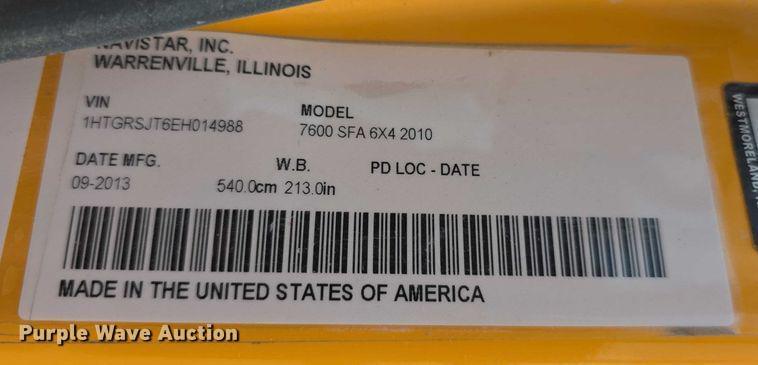 NAVISTAR, INC.
WARRENVILLE, ILLINOIS
VIN MODEL
1HTGRSJT6EH014988 7600 SFA 6X4 2010
DATE MFG. W.B. PD LOC - DATE
09-2013 540.0cm 213.0in
MADE IN THE UNITED STATES OF AMERICA
Purple Wave Auction